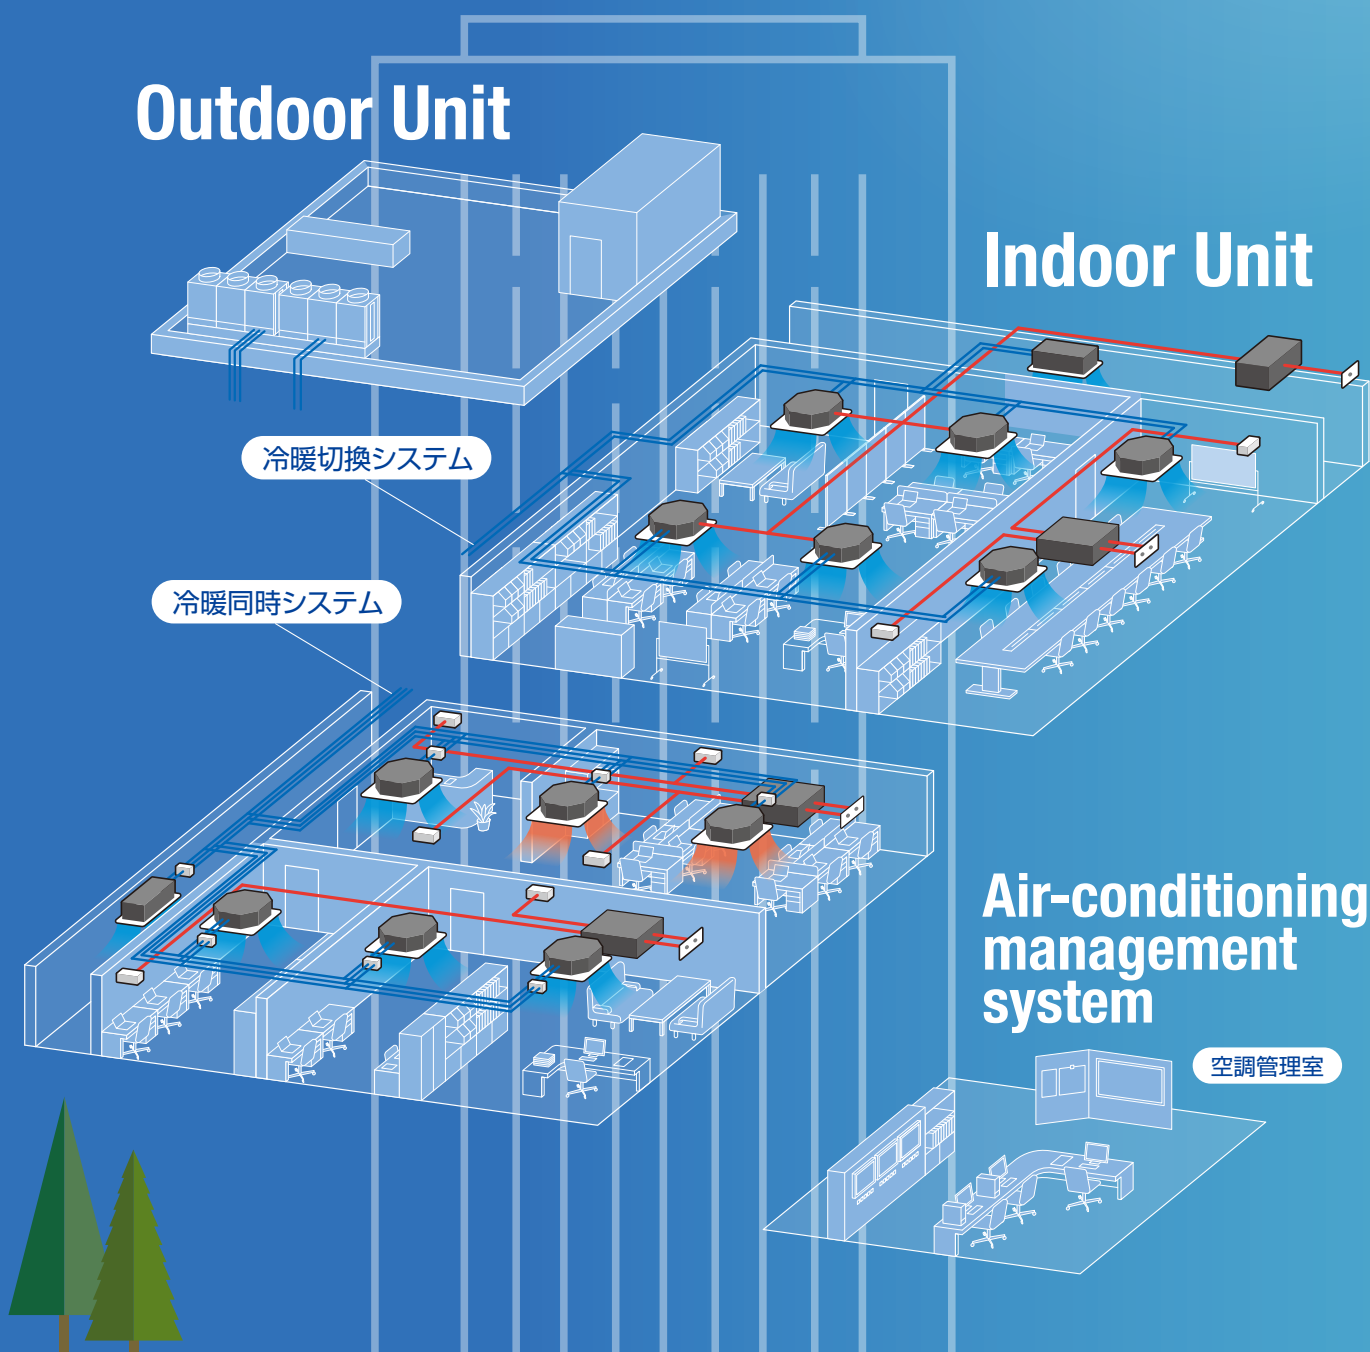 Outdoor Unit
Indoor Unit
冷暖切換システム
冷暖同時システム
Air-conditioning
management
system
空調管理室